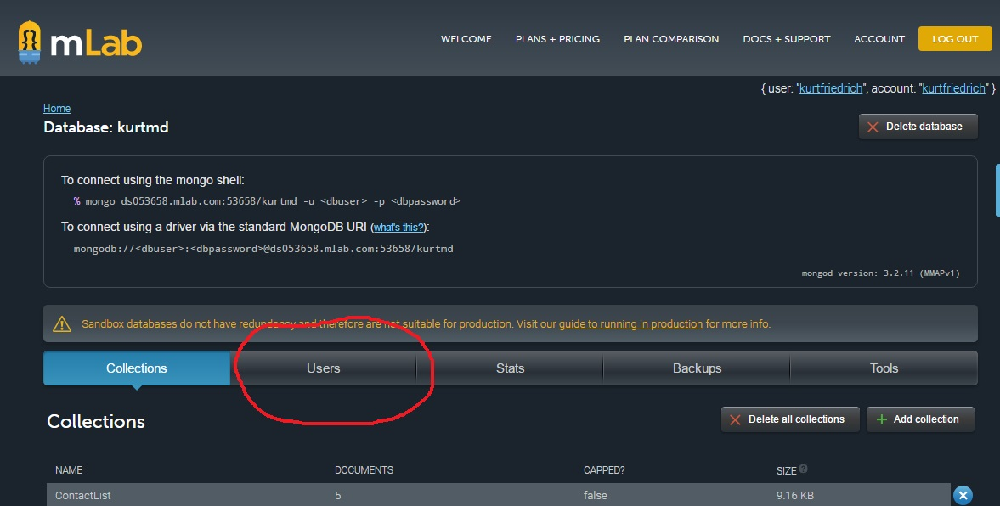 mLab
WELCOME PLANS + PRICING PLAN COMPARISON DOCS + SUPPORT ACCOUNT LOG OUT
{ user: "kurtfriedrich", account: "kurtfriedrich" }
Home
Database: kurtmd
Delete database
To connect using the mongo shell:
% mongo ds053658.mlab.com:53658/kurtmd -u <dbuser> -p <dbpassword>
To connect using a driver via the standard MongoDB URI (what's this?):
mongodb://<dbuser>:<dbpassword>@ds053658.mlab.com:53658/kurtmd
mongod version: 3.2.11 (MMAPv1)
Sandbox databases do not have redundancy and therefore are not suitable for production. Visit our guide to running in production for more info.
Collections Users Stats Backups Tools
Collections
Delete all collections + Add collection
NAME DOCUMENTS CAPPED? SIZE ?
ContactList 5 false 9.16 KB